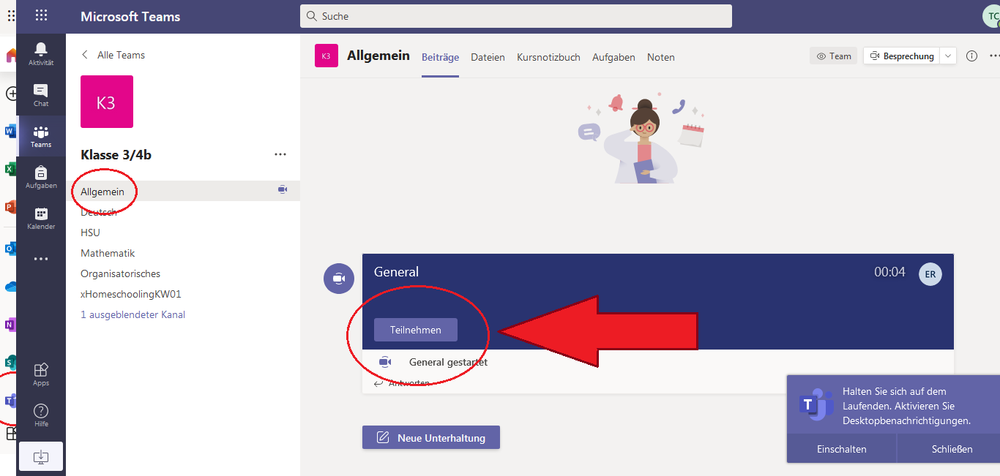 Microsoft Teams
Suche
TC
Aktivität
Chat
Teams
Aufgaben
Kalender
Apps
Hilfe
Alle Teams
K3
Klasse 3/4b
Allgemein
Deutsch
HSU
Mathematik
Organisatorisches
xHomeschoolingKW01
1 ausgeblendeter Kanal
K3
Allgemein
Beiträge
Dateien
Kursnotizbuch
Aufgaben
Noten
Team
Besprechung
General
00:04
ER
Teilnehmen
General gestartet
Antworten
Neue Unterhaltung
T
Halten Sie sich auf dem
Laufenden. Aktivieren Sie
Desktopbenachrichtigungen.
Einschalten
Schließen
W
X
P
O
N
S
T